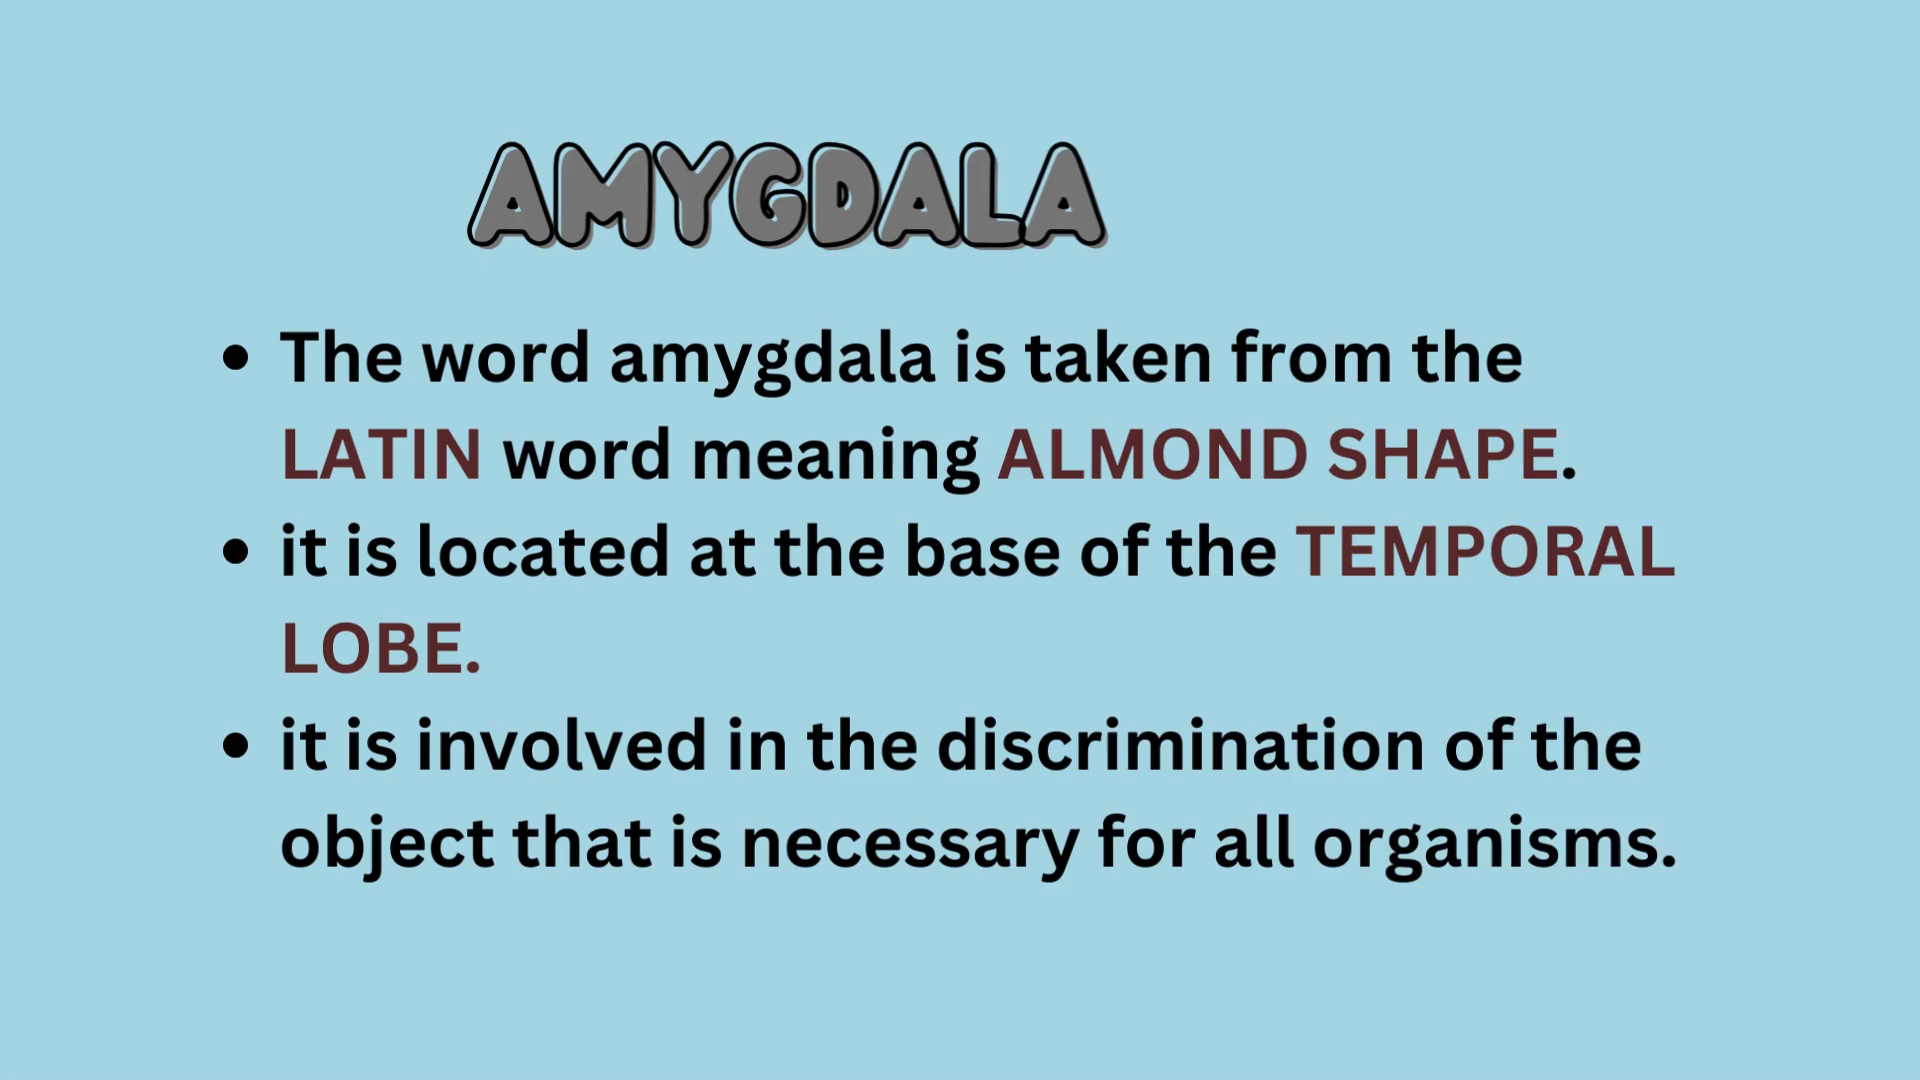 AMYGDALA
• The word amygdala is taken from the
LATIN word meaning ALMOND SHAPE.
• it is located at the base of the TEMPORAL
LOBE.
• it is involved in the discrimination of the
object that is necessary for all organisms.